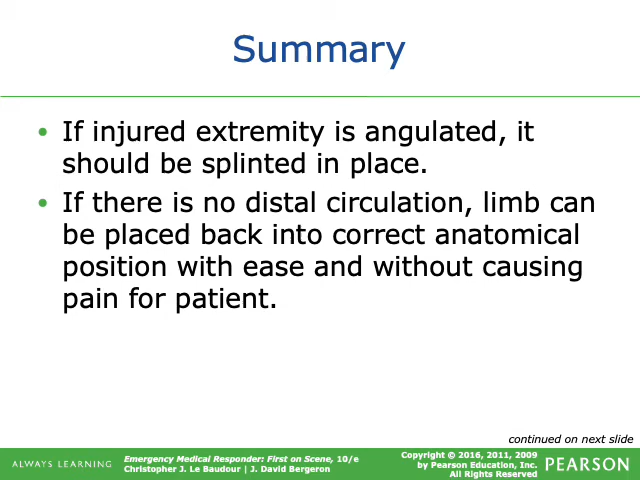 Summary
• If injured extremity is angulated, it
should be splinted in place.
• If there is no distal circulation, limb can
be placed back into correct anatomical
position with ease and without causing
pain for patient.
continued on next slide
ALWAYS LEARNING
Emergency Medical Responder: First on Scene, 10/e
Christopher J. Le Baudour | J. David Bergeron
Copyright © 2016, 2011, 2009
by Pearson Education, Inc.
All Rights Reserved
PEARSON